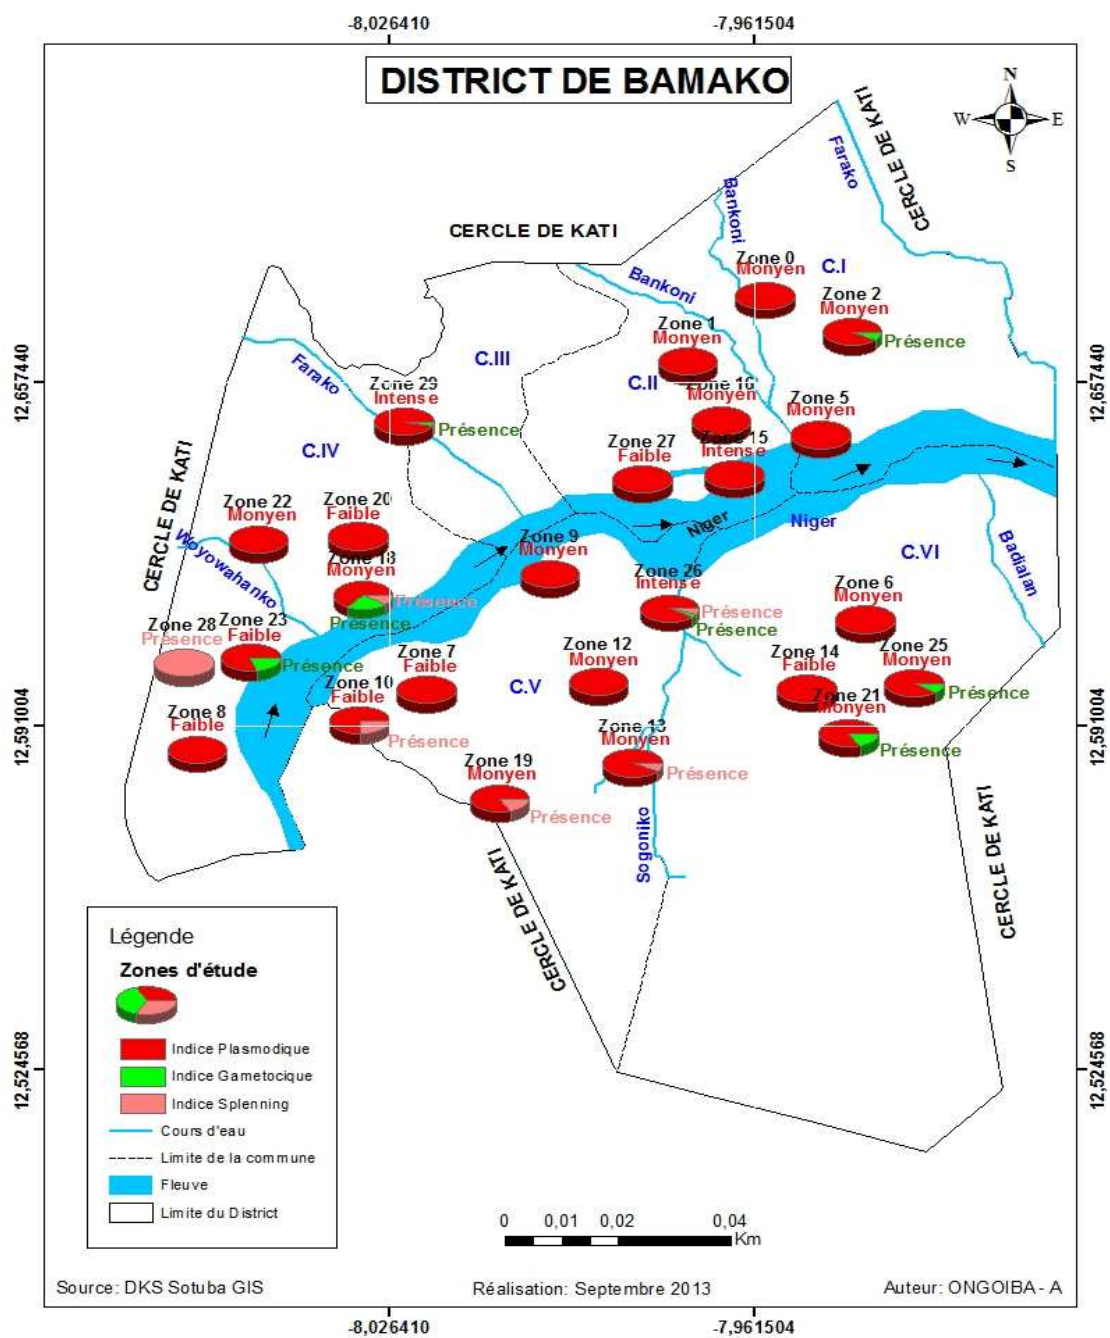 -8,026410
-7,961504
DISTRICT DE BAMAKO
N
W
E
S
CERCLE DE KATI
Farako
Bankoni
CERCLE DE KATI
Zone 0
Monyen
C.I
Bankoni
Zone 2
Monyen
Présence
Zone 1
Monyen
C.III
C.II
12,657440
12,657440
Farako
Zone 29
Intense
Présence
Zone 16
Monyen
Zone 5
Monyen
C.IV
Zone 27
Faible
Zone 15
Intense
CERCLE DE KATI
Zone 22
Monyen
Zone 20
Faible
Niger
Niger
Woyowahanko
Zone 9
Monyen
C.VI
Badialan
Zone 18
Monyen
Présence
Présence
Zone 26
Intense
Présence
Présence
Zone 6
Monyen
Zone 28
Présence
Zone 23
Faible
Présence
Zone 7
Faible
Zone 12
Monyen
Zone 14
Faible
Zone 25
Monyen
Présence
C.V
Zone 10
Faible
Présence
Zone 21
Monyen
Présence
12,591004
12,591004
Zone 8
Faible
Zone 13
Monyen
Présence
Zone 19
Monyen
Présence
Sogoniko
CERCLE DE KATI
CERCLE DE KATI
Légende
Zones d'étude
Indice Plasmodique
Indice Gametocique
Indice Splenning
Cours d'eau
Limite de la commune
Fleuve
Limite du District
12,524568
12,524568
0 0,01 0,02 0,04
Km
Source: DKS Sotuba GIS
Réalisation: Septembre 2013
Auteur: ONGOIBA - A
-8,026410
-7,961504